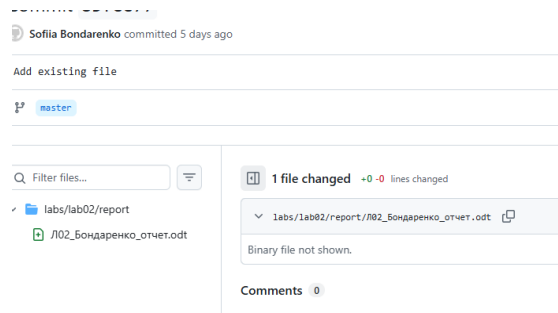 Sofiia Bondarenko committed 5 days ago
Add existing file
master
Filter files...
labs/lab02/report
Л02_Бондаренко_отчет.odt
1 file changed +0 -0 lines changed
labs/lab02/report/Л02_Бондаренко_отчет.odt
Binary file not shown.
Comments 0